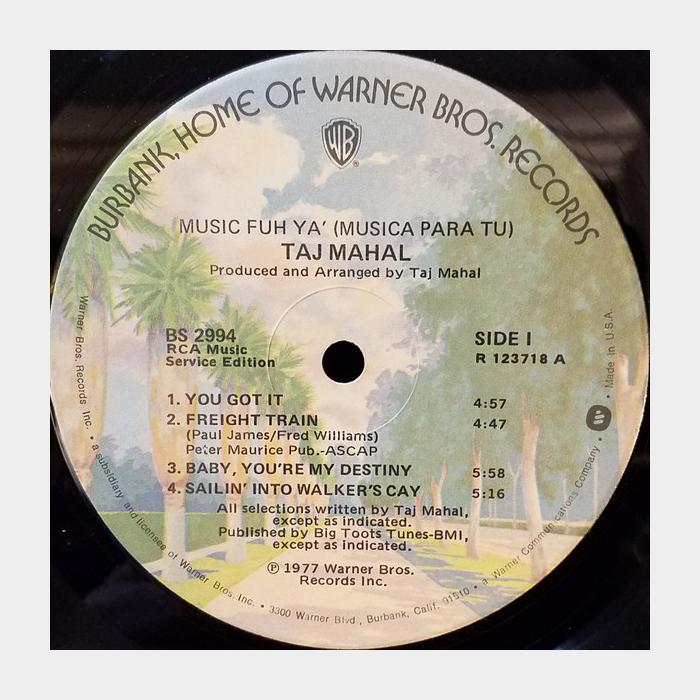 BURBANK, HOME OF WARNER BROS. RECORDS
WB
®
MUSIC FUH YA' (MUSICA PARA TU)
TAJ MAHAL
Produced and Arranged by Taj Mahal
BS 2994
RCA Music
Service Edition
SIDE I
R 123718 A
1. YOU GOT IT 4:57
2. FREIGHT TRAIN 4:47
(Paul James/Fred Williams)
Peter Maurice Pub.-ASCAP
3. BABY, YOU'RE MY DESTINY 5:58
4. SAILIN' INTO WALKER'S CAY 5:16
All selections written by Taj Mahal,
except as indicated.
Published by Big Toots Tunes-BMI,
except as indicated.
℗ 1977 Warner Bros.
Records Inc.
Warner Bros. Records Inc. • a subsidiary and licensee of Warner Bros. Inc. • 3300 Warner Blvd., Burbank, Calif. 91510 • a Warner Communications Company • Made in U.S.A.